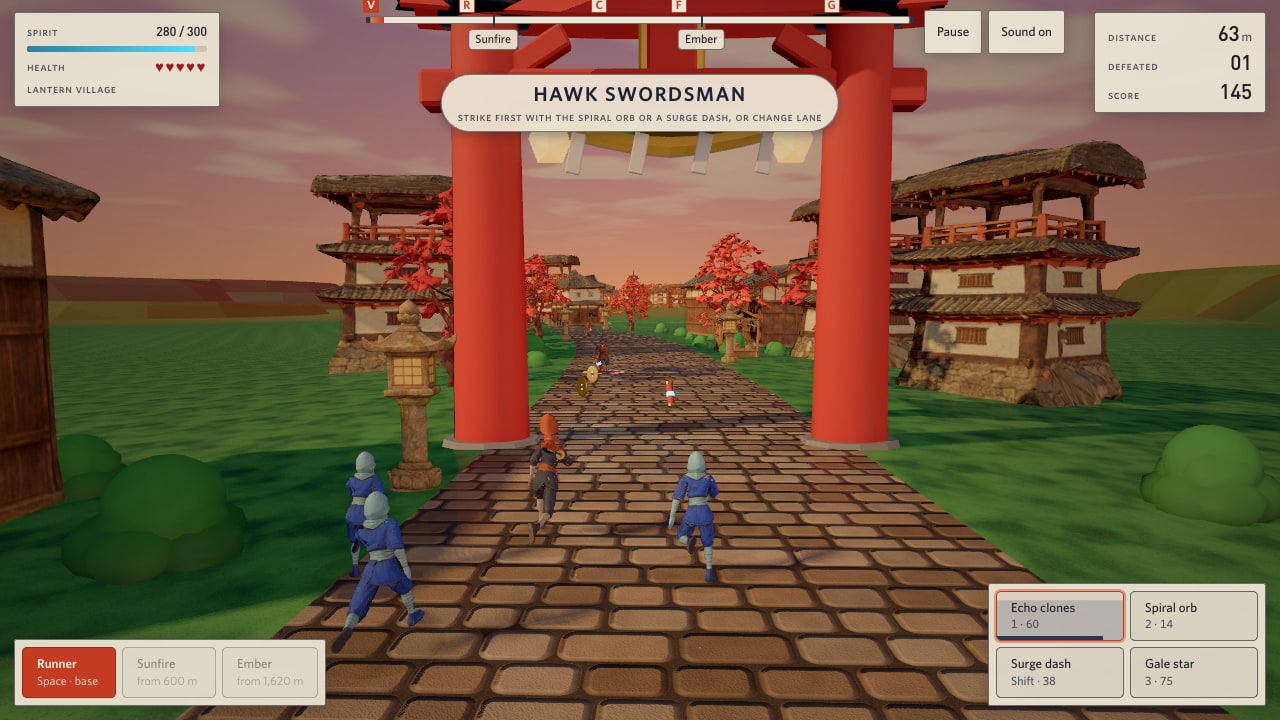 SPIRIT 280 / 300
HEALTH ♥♥♥♥♥
LANTERN VILLAGE
V R C F G
Sunfire Ember
HAWK SWORDSMAN
STRIKE FIRST WITH THE SPIRAL ORB OR A SURGE DASH, OR CHANGE LANE
Pause Sound on
DISTANCE 63 m
DEFEATED 01
SCORE 145
Runner
Space · base
Sunfire
from 600 m
Ember
from 1,620 m
Echo clones
1 · 60
Spiral orb
2 · 14
Surge dash
Shift · 38
Gale star
3 · 75